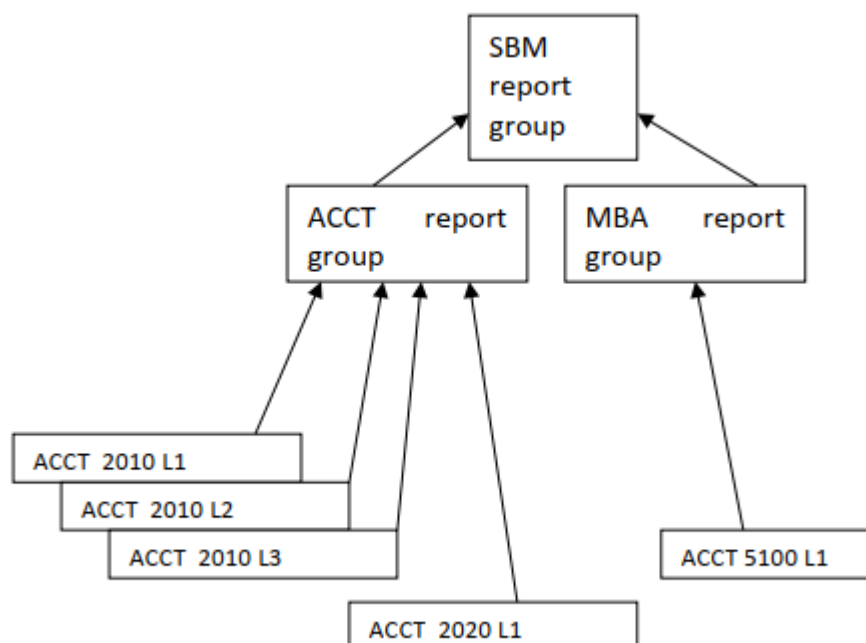 SBM
report
group
ACCT report
group
MBA report
group
ACCT 2010 L1
ACCT 2010 L2
ACCT 2010 L3
ACCT 5100 L1
ACCT 2020 L1